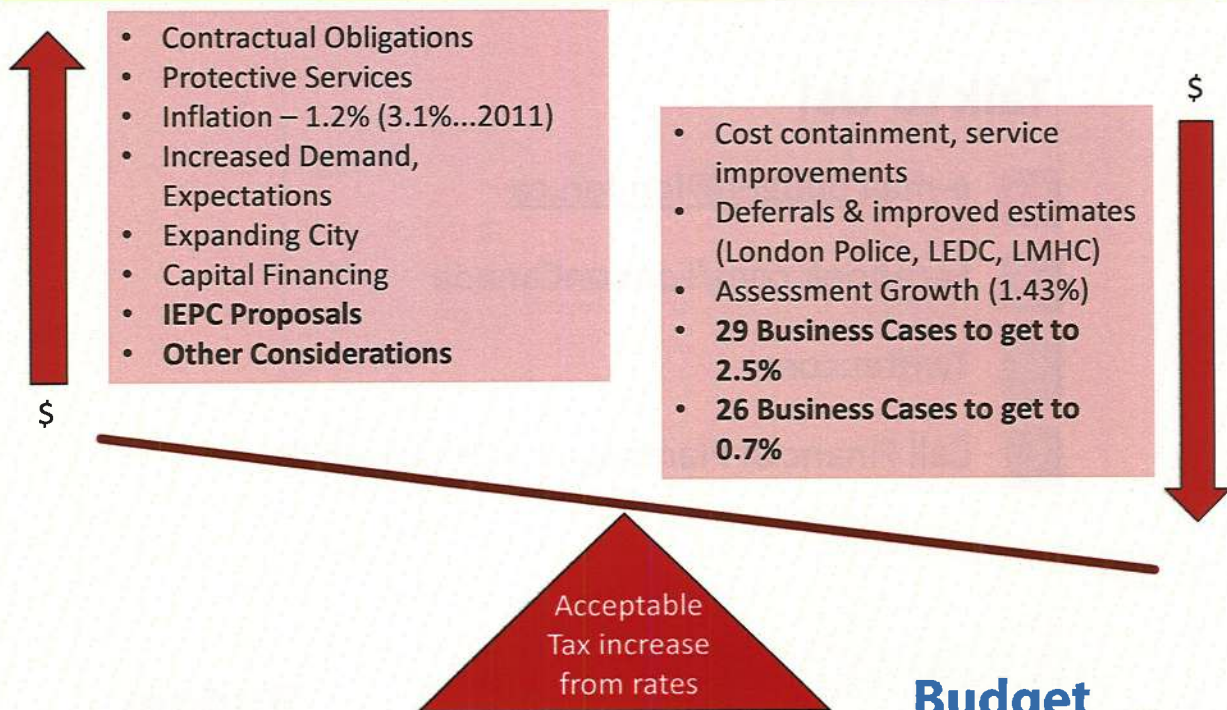 • Contractual Obligations
• Protective Services
• Inflation – 1.2% (3.1%...2011)
• Increased Demand,
Expectations
• Expanding City
• Capital Financing
• IEPC Proposals
• Other Considerations
$
$
• Cost containment, service
improvements
• Deferrals & improved estimates
(London Police, LEDC, LMHC)
• Assessment Growth (1.43%)
• 29 Business Cases to get to
2.5%
• 26 Business Cases to get to
0.7%
Acceptable
Tax increase
from rates
Budget